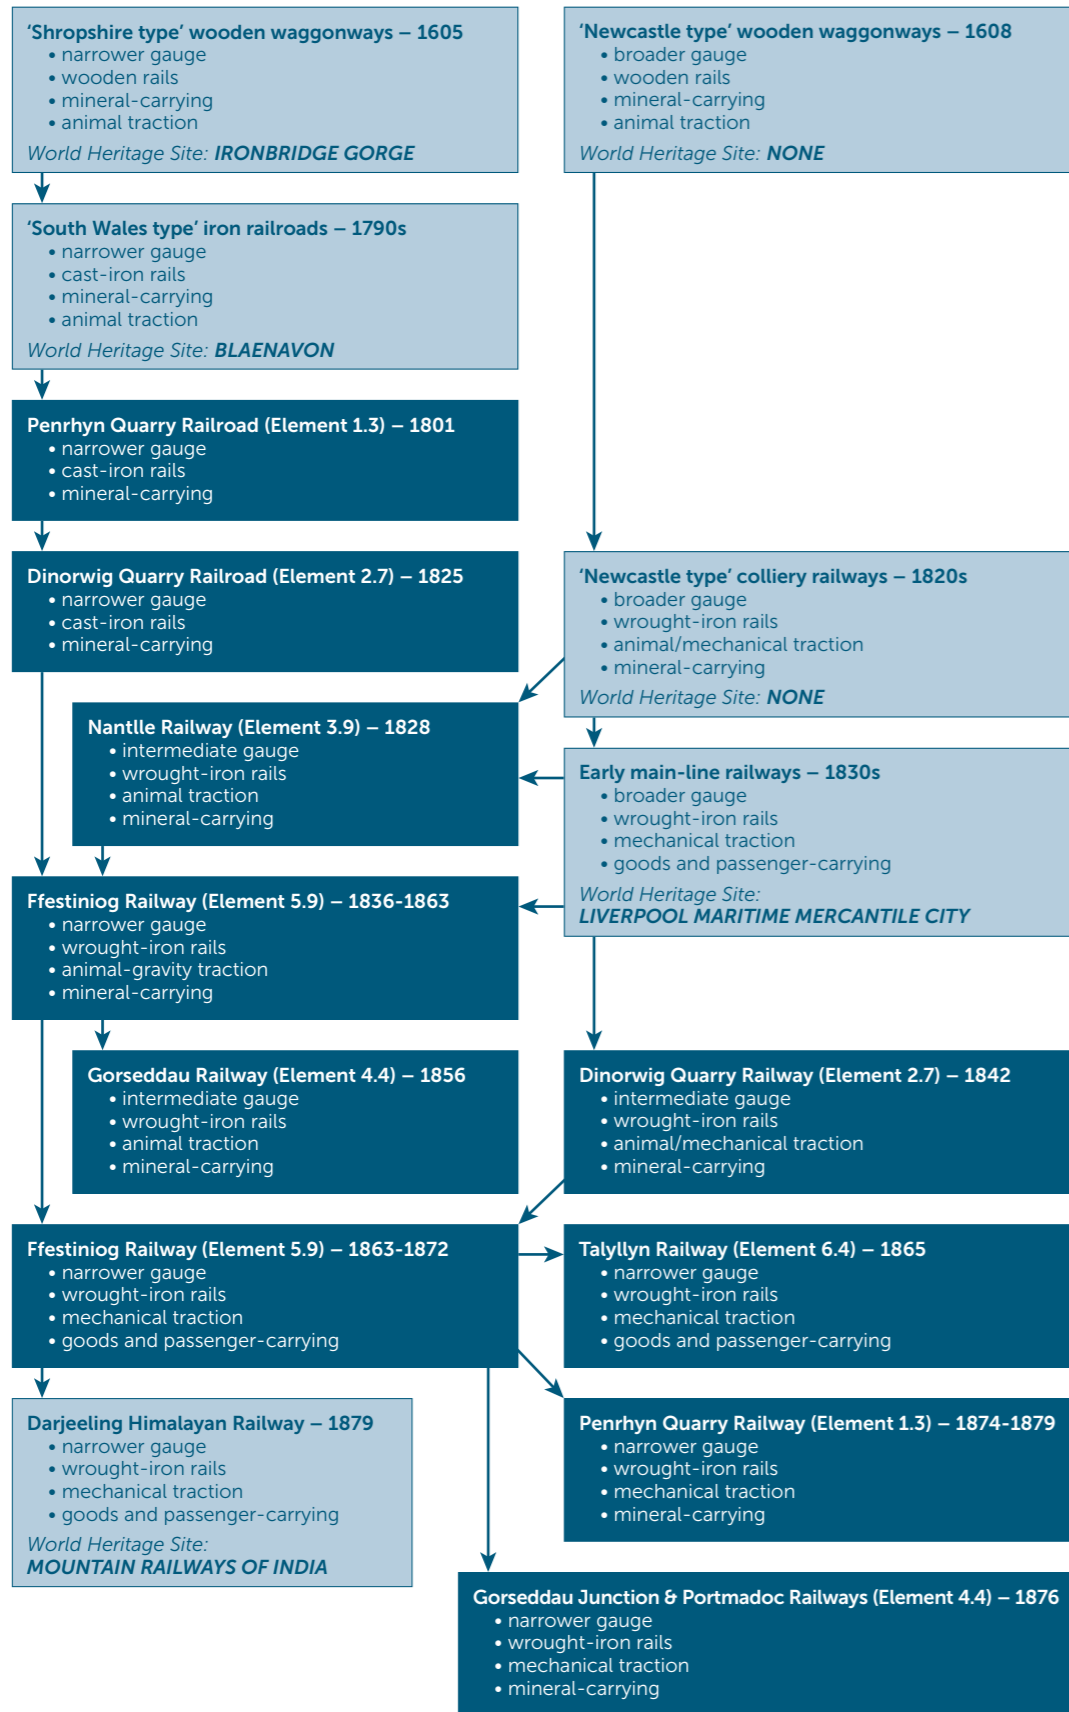 ‘Shropshire type’ wooden waggonways – 1605
• narrower gauge
• wooden rails
• mineral-carrying
• animal traction
World Heritage Site: IRONBRIDGE GORGE
‘Newcastle type’ wooden waggonways – 1608
• broader gauge
• wooden rails
• mineral-carrying
• animal traction
World Heritage Site: NONE
‘South Wales type’ iron railroads – 1790s
• narrower gauge
• cast-iron rails
• mineral-carrying
• animal traction
World Heritage Site: BLAENAVON
Penrhyn Quarry Railroad (Element 1.3) – 1801
• narrower gauge
• cast-iron rails
• mineral-carrying
Dinorwig Quarry Railroad (Element 2.7) – 1825
• narrower gauge
• cast-iron rails
• mineral-carrying
‘Newcastle type’ colliery railways – 1820s
• broader gauge
• wrought-iron rails
• animal/mechanical traction
• mineral-carrying
World Heritage Site: NONE
Nantlle Railway (Element 3.9) – 1828
• intermediate gauge
• wrought-iron rails
• animal traction
• mineral-carrying
Early main-line railways – 1830s
• broader gauge
• wrought-iron rails
• mechanical traction
• goods and passenger-carrying
World Heritage Site:
LIVERPOOL MARITIME MERCANTILE CITY
Ffestiniog Railway (Element 5.9) – 1836-1863
• narrower gauge
• wrought-iron rails
• animal-gravity traction
• mineral-carrying
Gorseddau Railway (Element 4.4) – 1856
• intermediate gauge
• wrought-iron rails
• animal traction
• mineral-carrying
Dinorwig Quarry Railway (Element 2.7) – 1842
• intermediate gauge
• wrought-iron rails
• animal/mechanical traction
• mineral-carrying
Ffestiniog Railway (Element 5.9) – 1863-1872
• narrower gauge
• wrought-iron rails
• mechanical traction
• goods and passenger-carrying
Talyllyn Railway (Element 6.4) – 1865
• narrower gauge
• wrought-iron rails
• mechanical traction
• goods and passenger-carrying
Darjeeling Himalayan Railway – 1879
• narrower gauge
• wrought-iron rails
• mechanical traction
• goods and passenger-carrying
World Heritage Site:
MOUNTAIN RAILWAYS OF INDIA
Penrhyn Quarry Railway (Element 1.3) – 1874-1879
• narrower gauge
• wrought-iron rails
• mechanical traction
• mineral-carrying
Gorseddau Junction & Portmadoc Railways (Element 4.4) – 1876
• narrower gauge
• wrought-iron rails
• mechanical traction
• mineral-carrying